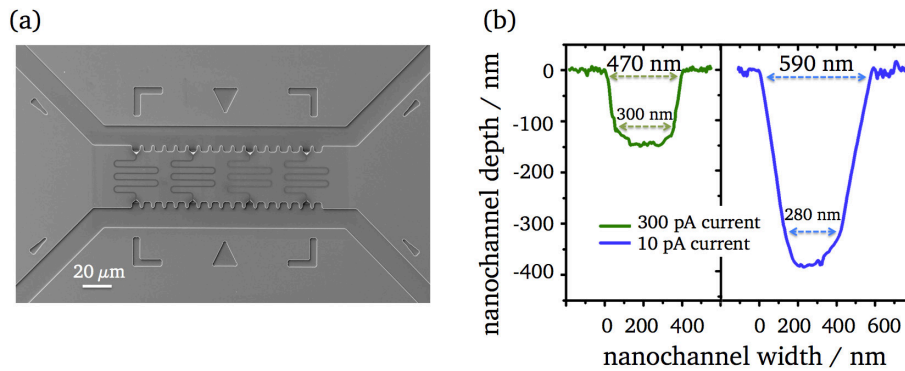 (a)
20 μm
(b)
nanochannel depth / nm
0
-100
-200
-300
-400
470 nm
300 nm
590 nm
280 nm
300 pA current
10 pA current
0 200 400
0 200 400 600
nanochannel width / nm